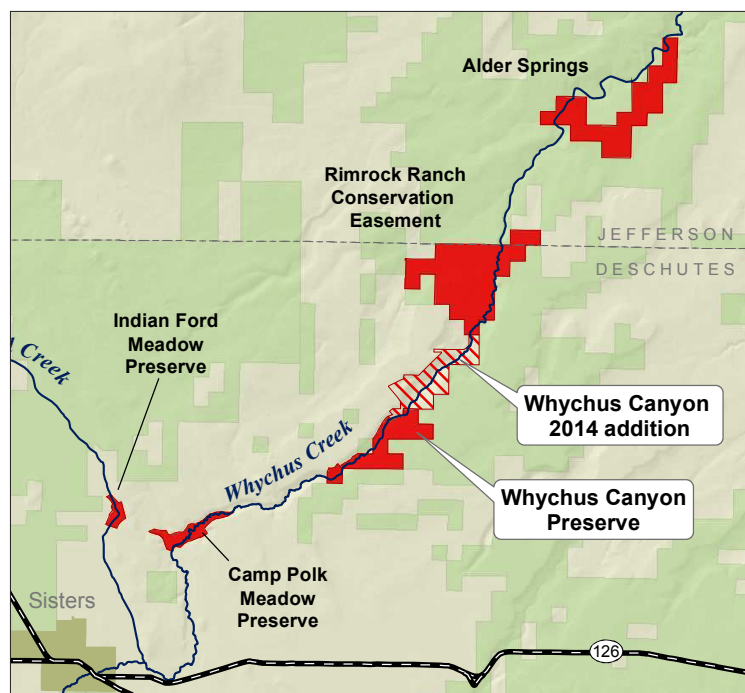 Alder Springs
Rimrock Ranch
Conservation
Easement
JEFFERSON
DESCHUTES
Indian Ford
Meadow
Preserve
Creek
Whychus Canyon
2014 addition
Whychus Creek
Whychus Canyon
Preserve
Camp Polk
Meadow
Preserve
Sisters
126